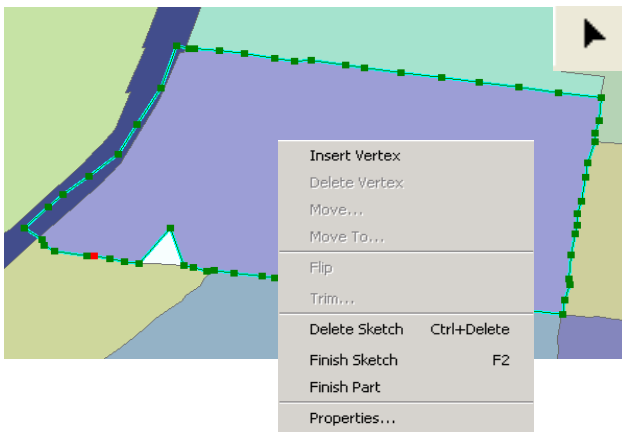 Insert Vertex
Delete Vertex
Move...
Move To...
Flip
Trim...
Delete Sketch Ctrl+Delete
Finish Sketch F2
Finish Part
Properties...